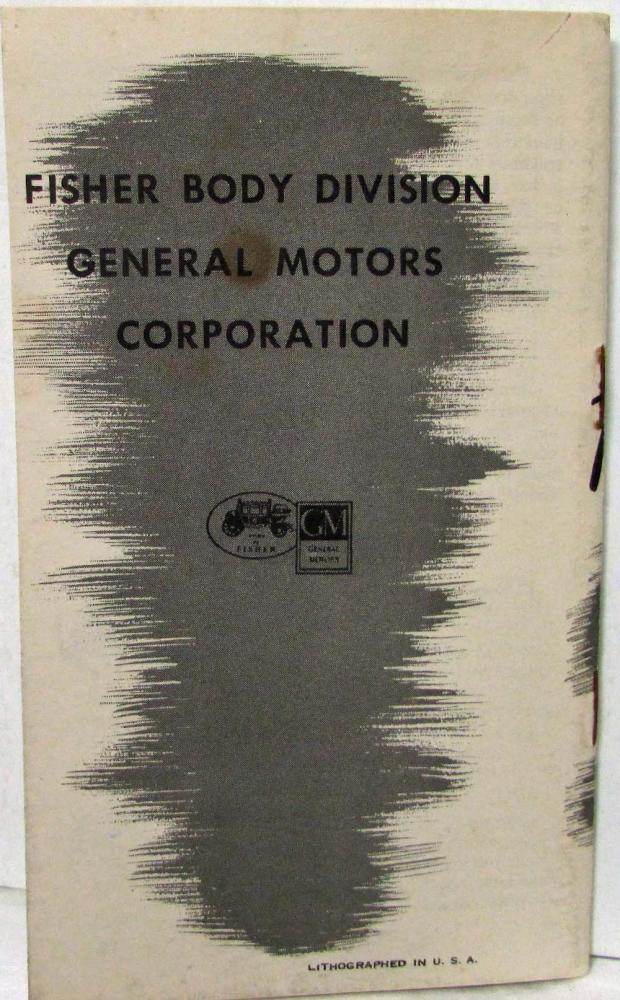 FISHER BODY DIVISION
GENERAL MOTORS
CORPORATION
FISHER
GM
GENERAL
MOTORS
LITHOGRAPHED IN U. S. A.